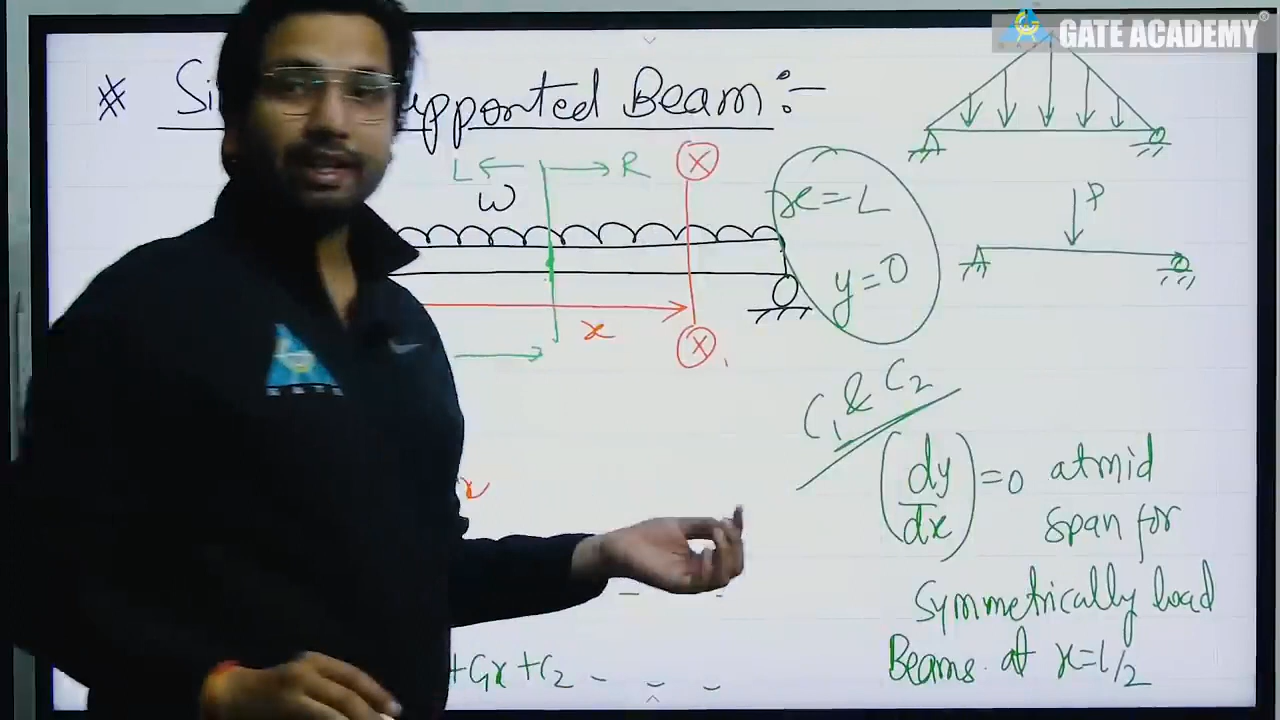 GATE ACADEMY
* Supported Beam :-
L R
w
x = L
y = 0
P
x
X
X
C1 & C2
(dy/dx) = 0 at mid
span for
Symmetrically load
Beams. at x = L/2
x
+C1x + C2 - - -